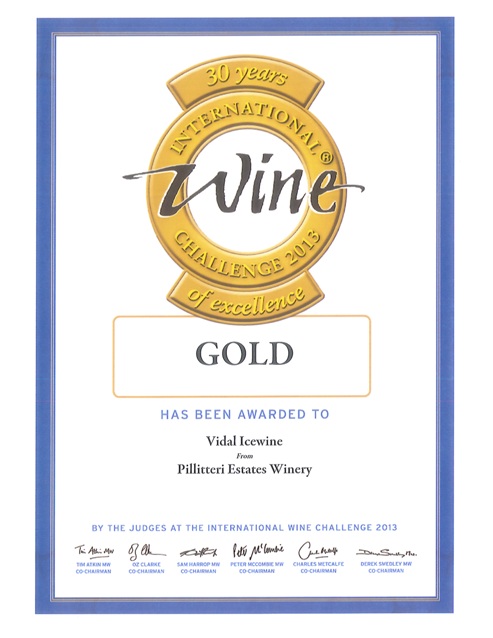 30 years
INTERNATIONAL
Wine®
CHALLENGE 2013
of excellence
GOLD
HAS BEEN AWARDED TO
Vidal Icewine
From
Pillitteri Estates Winery
BY THE JUDGES AT THE INTERNATIONAL WINE CHALLENGE 2013
Tim Atkin MW Oz Clarke Peter McCombie Charles Metcalfe
TIM ATKIN MW OZ CLARKE SAM HARROP MW PETER MCCOMBIE MW CHARLES METCALFE DEREK SMEDLEY MW
CO-CHAIRMAN CO-CHAIRMAN CO-CHAIRMAN CO-CHAIRMAN CO-CHAIRMAN CO-CHAIRMAN